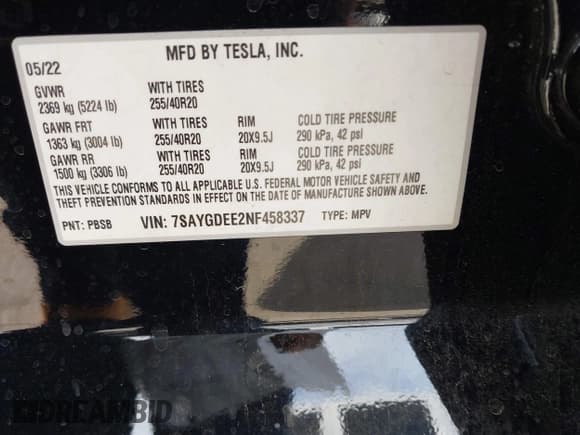 MFD BY TESLA, INC.
05/22
GVWR WITH TIRES
2369 kg (5224 lb) 255/40R20
GAWR FRT WITH TIRES RIM COLD TIRE PRESSURE
1363 kg (3004 lb) 255/40R20 20X9.5J 290 kPa, 42 psi
GAWR RR WITH TIRES RIM COLD TIRE PRESSURE
1500 kg (3306 lb) 255/40R20 20X9.5J 290 kPa, 42 psi
THIS VEHICLE CONFORMS TO ALL APPLICABLE U.S. FEDERAL MOTOR VEHICLE SAFETY AND
THEFT PREVENTION STANDARDS IN EFFECT ON THE DATE OF MANUFACTURE SHOWN ABOVE.
PNT: PBSB VIN: 7SAYGDEE2NF458337 TYPE: MPV
DREAMBID